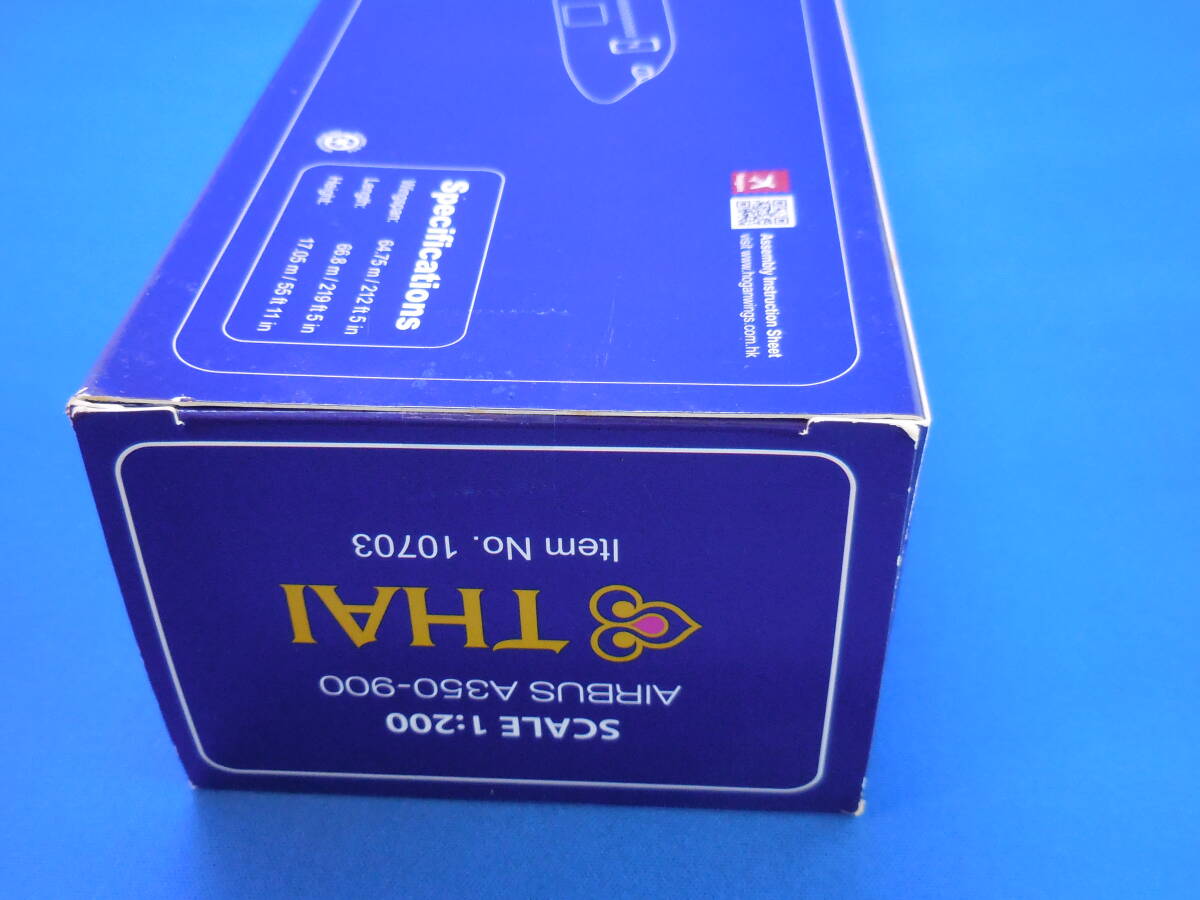 Specifications
Wingspan: 64.75 m / 212 ft 5 in
Length: 66.8 m / 219 ft 5 in
Height: 17.05 m / 55 ft 11 in
Assembly Instruction Sheet
visit www.hoganwings.com.hk
SCALE 1:200
AIRBUS A350-900
THAI
Item No. 10703